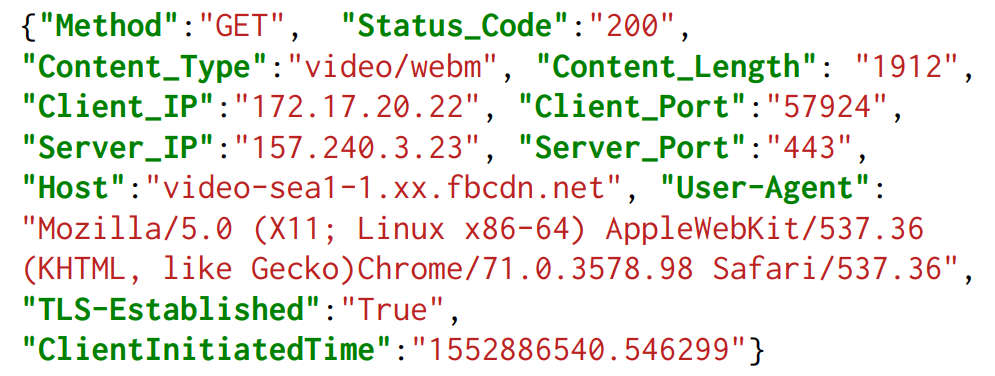 {"Method":"GET",  "Status_Code":"200",
"Content_Type":"video/webm", "Content_Length": "1912",
"Client_IP":"172.17.20.22", "Client_Port":"57924",
"Server_IP":"157.240.3.23", "Server_Port":"443",
"Host":"video-sea1-1.xx.fbcdn.net", "User-Agent":
"Mozilla/5.0 (X11; Linux x86-64) AppleWebKit/537.36
(KHTML, like Gecko)Chrome/71.0.3578.98 Safari/537.36",
"TLS-Established":"True",
"ClientInitiatedTime":"1552886540.546299"}